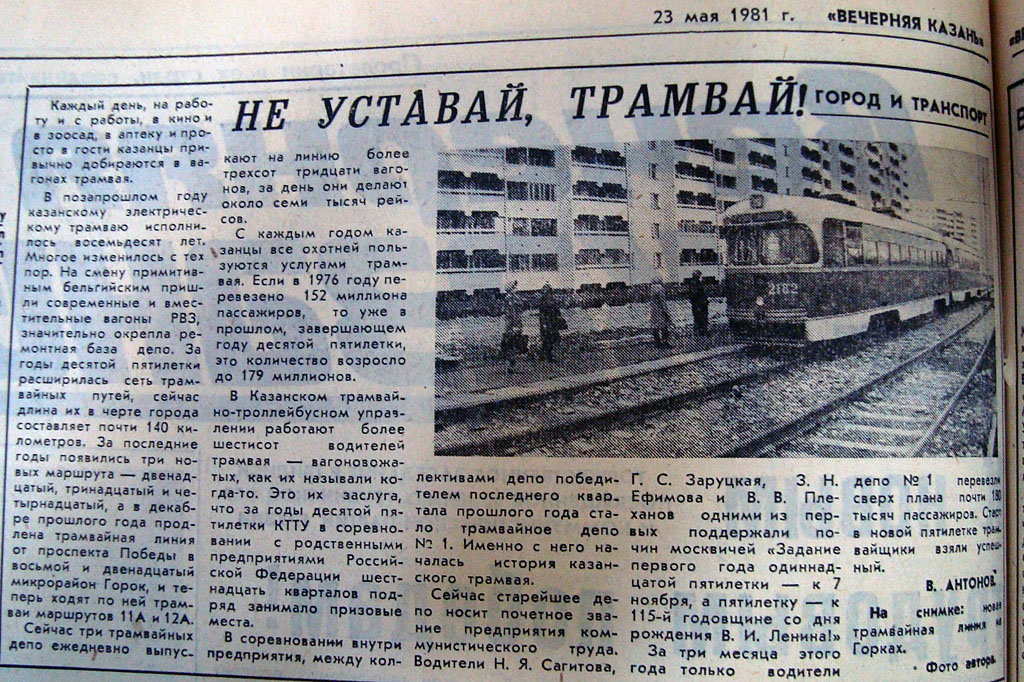 23 мая 1981 г. «ВЕЧЕРНЯЯ КАЗАНЬ»
НЕ УСТАВАЙ, ТРАМВАЙ!
ГОРОД И ТРАНСПОРТ
Каждый день, на рабо-
ту и с работы, в кино и
в зоосад, в аптеку и про-
сто в гости казанцы при-
вычно добираются в ва-
гонах трамвая.
В позапрошлом году
казанскому электричес-
кому трамваю исполни-
лось восемьдесят лет.
Многое изменилось с тех
пор. На смену примитив-
ным бельгийским приш-
ли современные и вмес-
тительные вагоны РВЗ,
значительно окрепла ре-
монтная база депо. За
годы десятой пятилетки
расширилась сеть трам-
вайных путей, сейчас
длина их в черте города
составляет почти 140 ки-
лометров. За последние
годы появились три но-
вых маршрута — двенад-
цатый, тринадцатый и че-
тырнадцатый, а в декаб-
ре прошлого года прод-
лена трамвайная линия
от проспекта Победы в
восьмой и двенадцатый
микрорайон Горок, и те-
перь ходят по ней трам-
ваи маршрутов 11А и 12А.
Сейчас три трамвайных
депо ежедневно выпус-
кают на линию более
трехсот тридцати ваго-
нов, за день они делают
около семи тысяч рей-
сов.
С каждым годом ка-
занцы все охотней поль-
зуются услугами трам-
вая. Если в 1976 году пе-
ревезено 152 миллиона
пассажиров, то уже в
прошлом, завершающем
году десятой пятилетки,
это количество возросло
до 179 миллионов.
В Казанском трамвай-
но-троллейбусном управ-
лении работают более
шестисот водителей
трамвая — вагоновожа-
тых, как их называли ко-
гда-то. Это их заслуга,
что за годы десятой пя-
тилетки КТТУ в соревно-
вании с родственными
предприятиями Россий-
ской Федерации шест-
надцать кварталов под-
ряд занимало призовые
места.
В соревновании внутри
предприятия, между кол-
2182
лективами депо победи-
телем последнего квар-
тала прошлого года ста-
ло трамвайное депо
№ 1. Именно с него на-
чалась история казан-
ского трамвая.
Сейчас старейшее де-
по носит почетное зва-
ние предприятия ком-
мунистического труда.
Водители Н. Я. Сагитова,
Г. С. Заруцкая, З. Н.
Ефимова и В. В. Пле-
ханов одними из пер-
вых поддержали по-
чин москвичей «Задание
первого года одиннад-
цатой пятилетки — к 7
ноября, а пятилетку — к
115-й годовщине со дня
рождения В. И. Ленина!»
За три месяца этого
года только водители
депо № 1 перевезли
сверх плана почти 180
тысяч пассажиров. Старт
в новой пятилетке трам-
вайщики взяли успеш-
ный.
В. АНТОНОВ.
На снимке: новая
трамвайная линия на
Горках.
Фото автора.